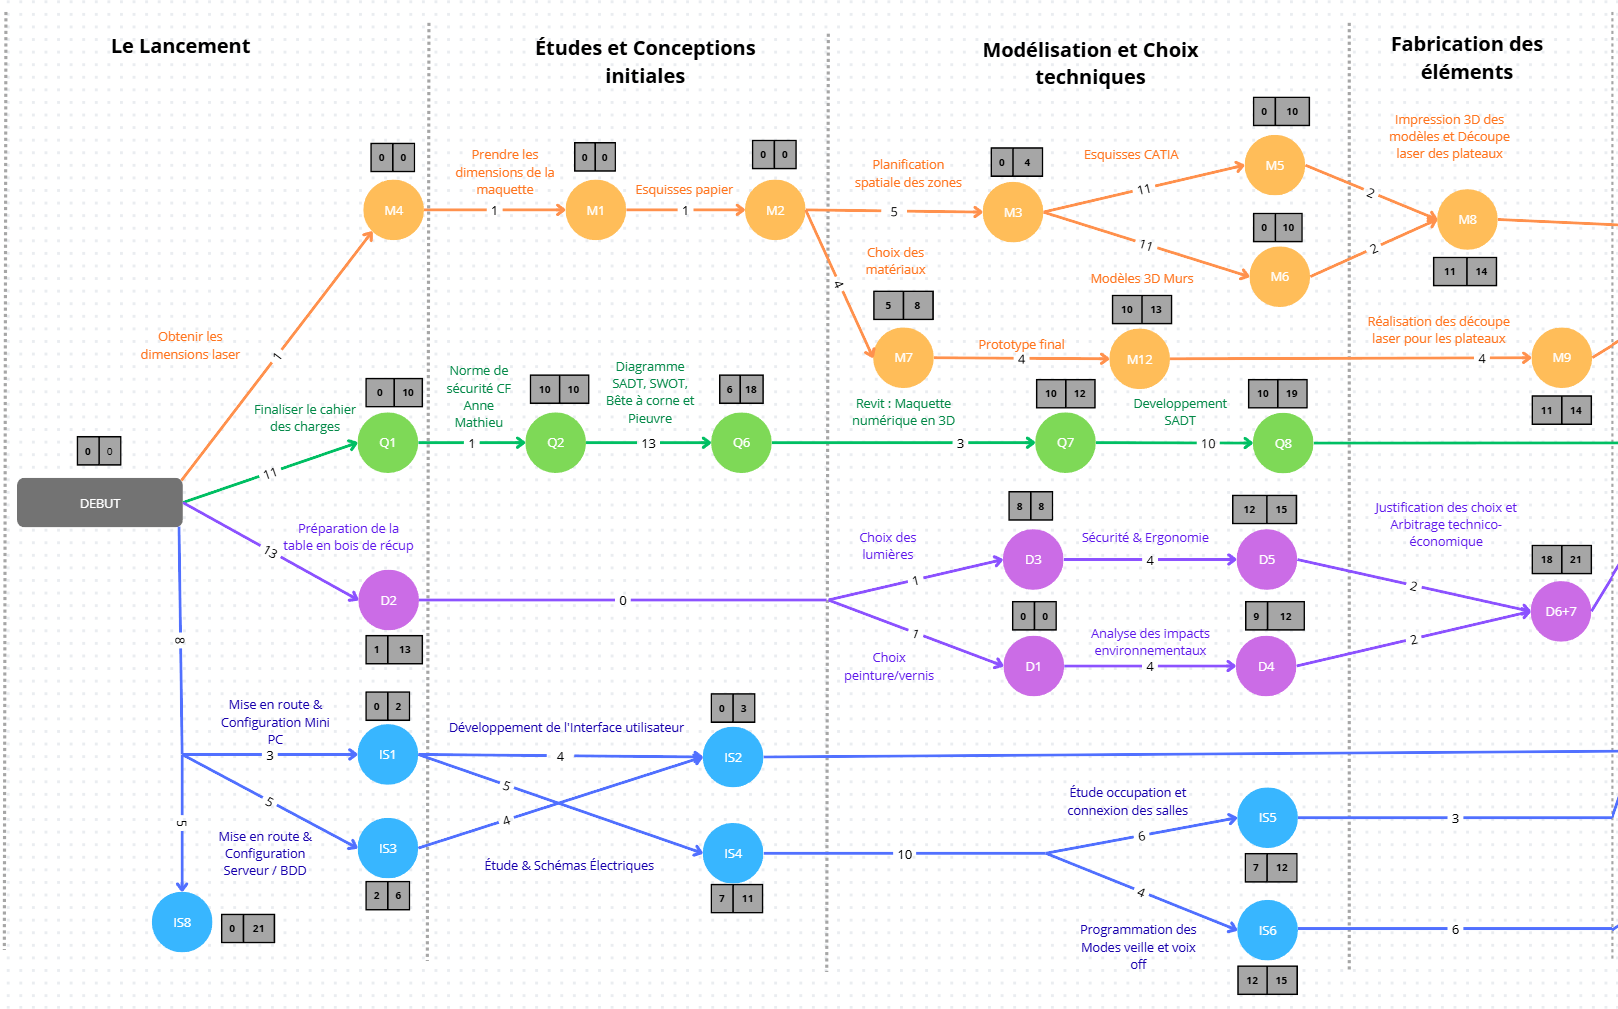 Le Lancement
Études et Conceptions
initiales
Modélisation et Choix
techniques
Fabrication des
éléments
0 0
M4
Prendre les
dimensions de la
maquette
1
0 0
M1
Esquisses papier
1
0 0
M2
Planification
spatiale des zones
5
0 4
M3
Esquisses CATIA
11
0 10
M5
2
Impression 3D des
modèles et Découpe
laser des plateaux
M8
11 14
11
0 10
M6
2
Modèles 3D Murs
Choix des
matériaux
4
5 8
M7
Prototype final
4
10 13
M12
Réalisation des découpe
laser pour les plateaux
4
M9
11 14
Obtenir les
dimensions laser
1
Finaliser le cahier
des charges
11
0 10
Q1
Norme de
sécurité CF
Anne
Mathieu
1
10 10
Q2
Diagramme
SADT, SWOT,
Bête à corne et
Pieuvre
13
6 18
Q6
Revit : Maquette
numérique en 3D
3
10 12
Q7
Developpement
SADT
10
10 19
Q8
0 0
DEBUT
Préparation de la
table en bois de récup
13
D2
1 13
0
Choix des
lumières
1
8 8
D3
Sécurité & Ergonomie
4
12 15
D5
2
Justification des choix et
Arbitrage technico-
économique
18 21
D6+7
1
Choix
peinture/vernis
0 0
D1
Analyse des impacts
environnementaux
4
9 12
D4
2
8
Mise en route &
Configuration Mini
PC
3
0 2
IS1
Développement de l'Interface utilisateur
4
0 3
IS2
5
5
Mise en route &
Configuration
Serveur / BDD
IS3
2 6
4
5
Étude & Schémas Électriques
IS4
7 11
10
Étude occupation et
connexion des salles
6
IS5
7 12
3
4
Programmation des
Modes veille et voix
off
IS6
12 15
6
IS8
0 21